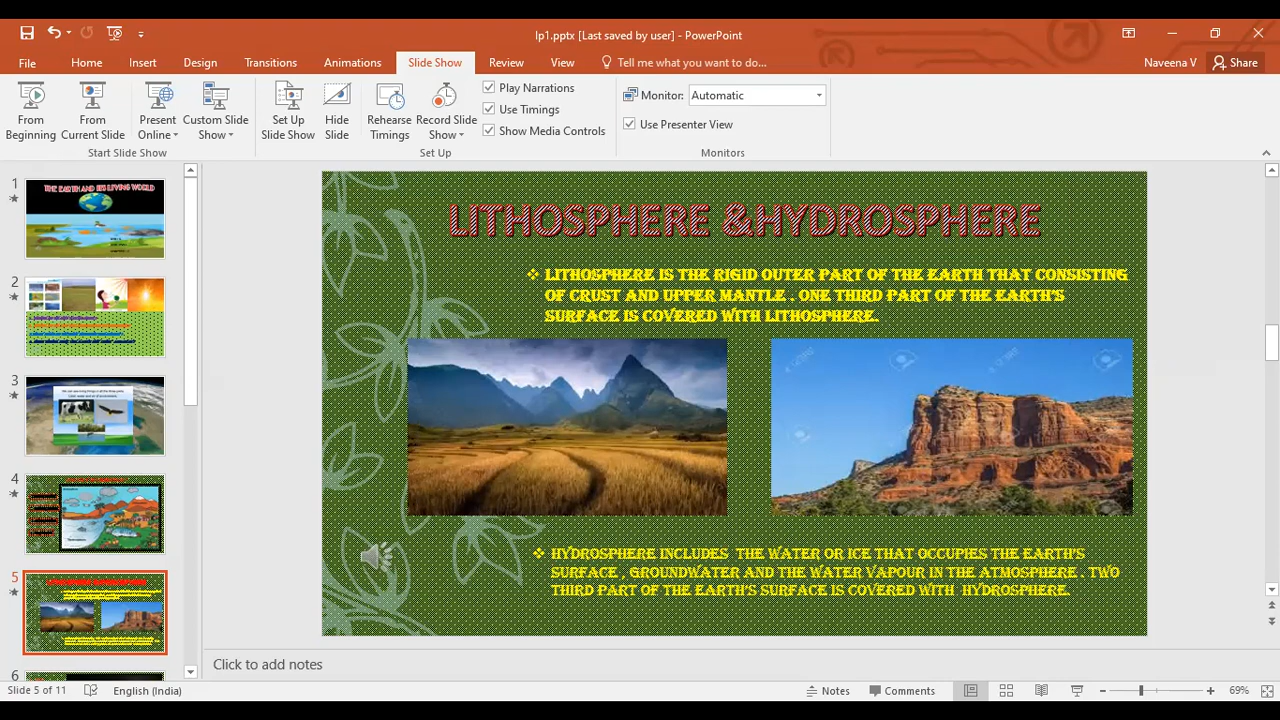 lp1.pptx [Last saved by user] - PowerPoint
File Home Insert Design Transitions Animations Slide Show Review View Tell me what you want to do... Naveena V Share
From Beginning
From Current Slide
Present Online
Custom Slide Show
Set Up Slide Show
Hide Slide
Rehearse Timings
Record Slide Show
Play Narrations
Use Timings
Show Media Controls
Monitor: Automatic
Use Presenter View
Start Slide Show
Set Up
Monitors
1
THE EARTH AND ITS LIVING WORLD
2
3
4
5
6
LITHOSPHERE &HYDROSPHERE
❖ LITHOSPHERE IS THE RIGID OUTER PART OF THE EARTH THAT CONSISTING
OF CRUST AND UPPER MANTLE . ONE THIRD PART OF THE EARTH'S
SURFACE IS COVERED WITH LITHOSPHERE.
❖ HYDROSPHERE INCLUDES THE WATER OR ICE THAT OCCUPIES THE EARTH'S
SURFACE , GROUNDWATER AND THE WATER VAPOUR IN THE ATMOSPHERE . TWO
THIRD PART OF THE EARTH'S SURFACE IS COVERED WITH HYDROSPHERE.
Click to add notes
Slide 5 of 11 English (India) Notes Comments 69%